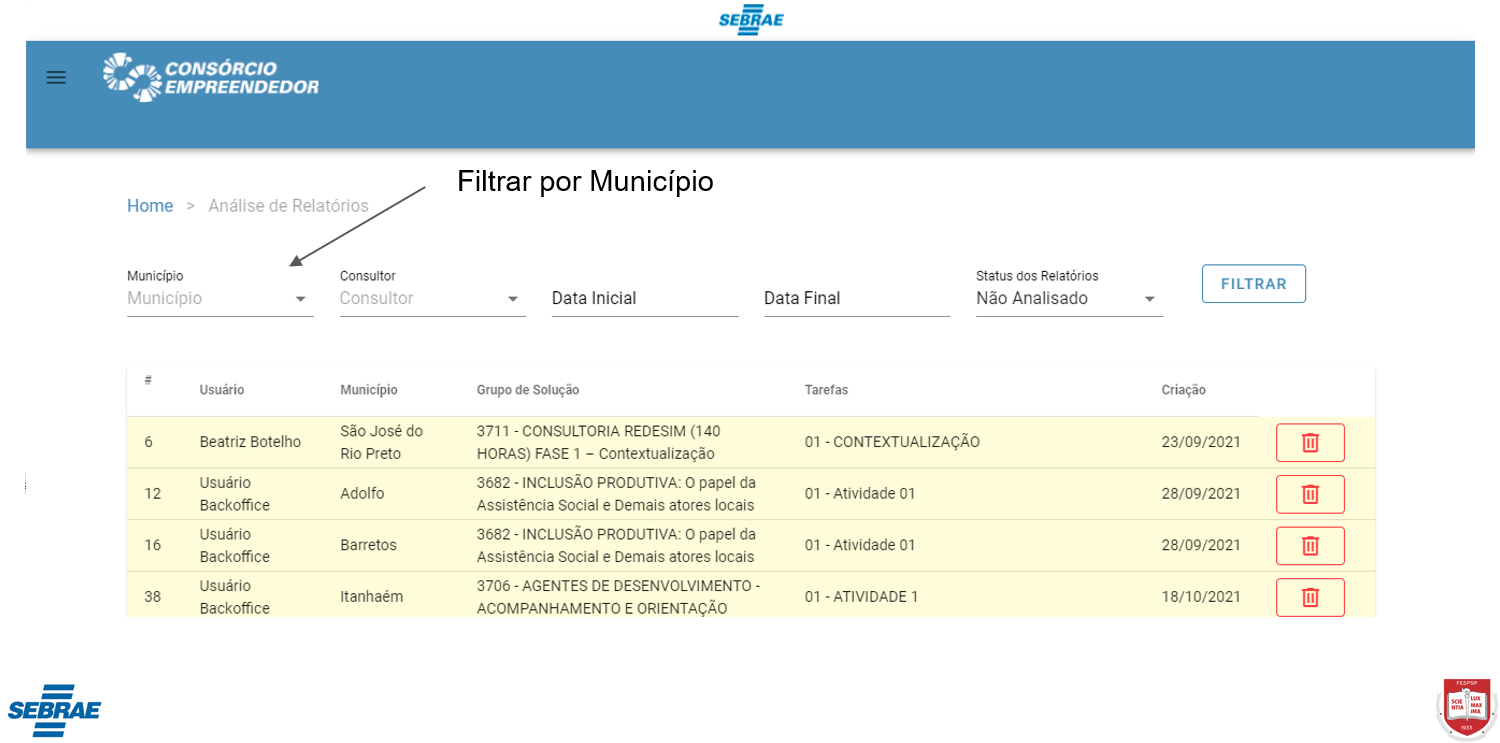 SEBRAE
CONSÓRCIO
EMPREENDEDOR
Filtrar por Município
Home > Análise de Relatórios
Município Consultor Status dos Relatórios
Município Consultor Data Inicial Data Final Não Analisado FILTRAR
# Usuário Município Grupo de Solução Tarefas Criação
6 Beatriz Botelho São José do Rio Preto 3711 - CONSULTORIA REDESIM (140 HORAS) FASE 1 – Contextualização 01 - CONTEXTUALIZAÇÃO 23/09/2021
12 Usuário Backoffice Adolfo 3682 - INCLUSÃO PRODUTIVA: O papel da Assistência Social e Demais atores locais 01 - Atividade 01 28/09/2021
16 Usuário Backoffice Barretos 3682 - INCLUSÃO PRODUTIVA: O papel da Assistência Social e Demais atores locais 01 - Atividade 01 28/09/2021
38 Usuário Backoffice Itanhaém 3706 - AGENTES DE DESENVOLVIMENTO - ACOMPANHAMENTO E ORIENTAÇÃO 01 - ATIVIDADE 1 18/10/2021
SEBRAE
FESPSP
SCIENTIA LUX MAXIMA
1933